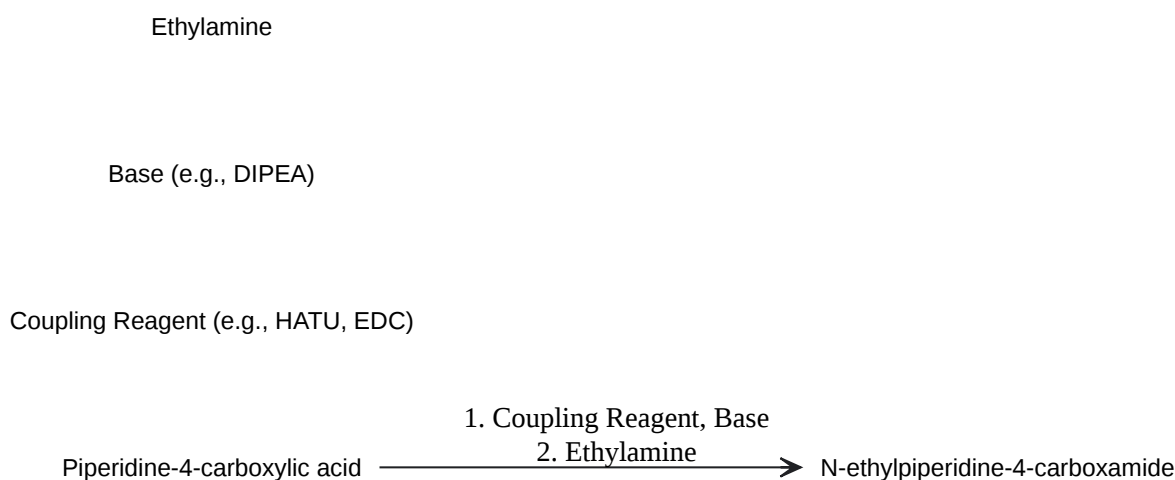 Ethylamine
Base (e.g., DIPEA)
Coupling Reagent (e.g., HATU, EDC)
1. Coupling Reagent, Base
2. Ethylamine
Piperidine-4-carboxylic acid
N-ethylpiperidine-4-carboxamide